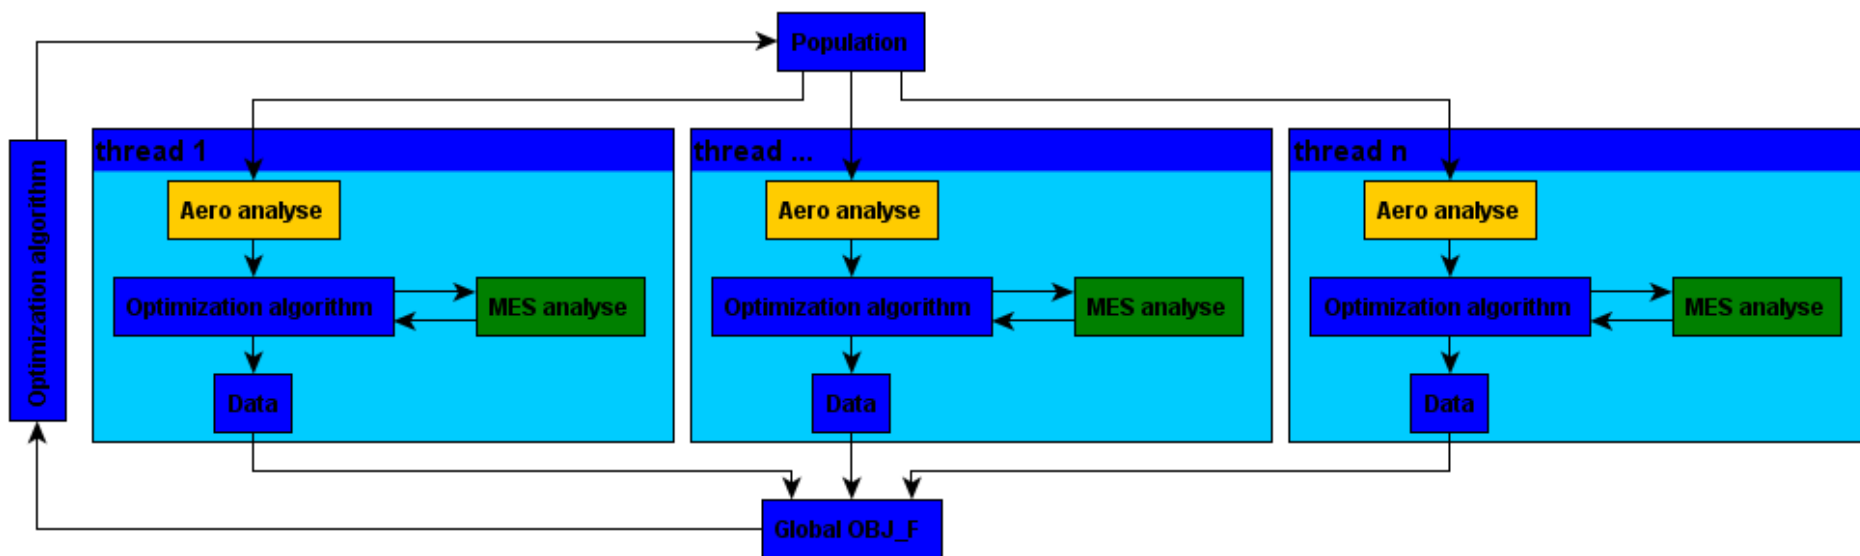 Population
Optimization algorithm
thread 1
Aero analyse
Optimization algorithm
MES analyse
Data
thread ...
Aero analyse
Optimization algorithm
MES analyse
Data
thread n
Aero analyse
Optimization algorithm
MES analyse
Data
Global OBJ_F